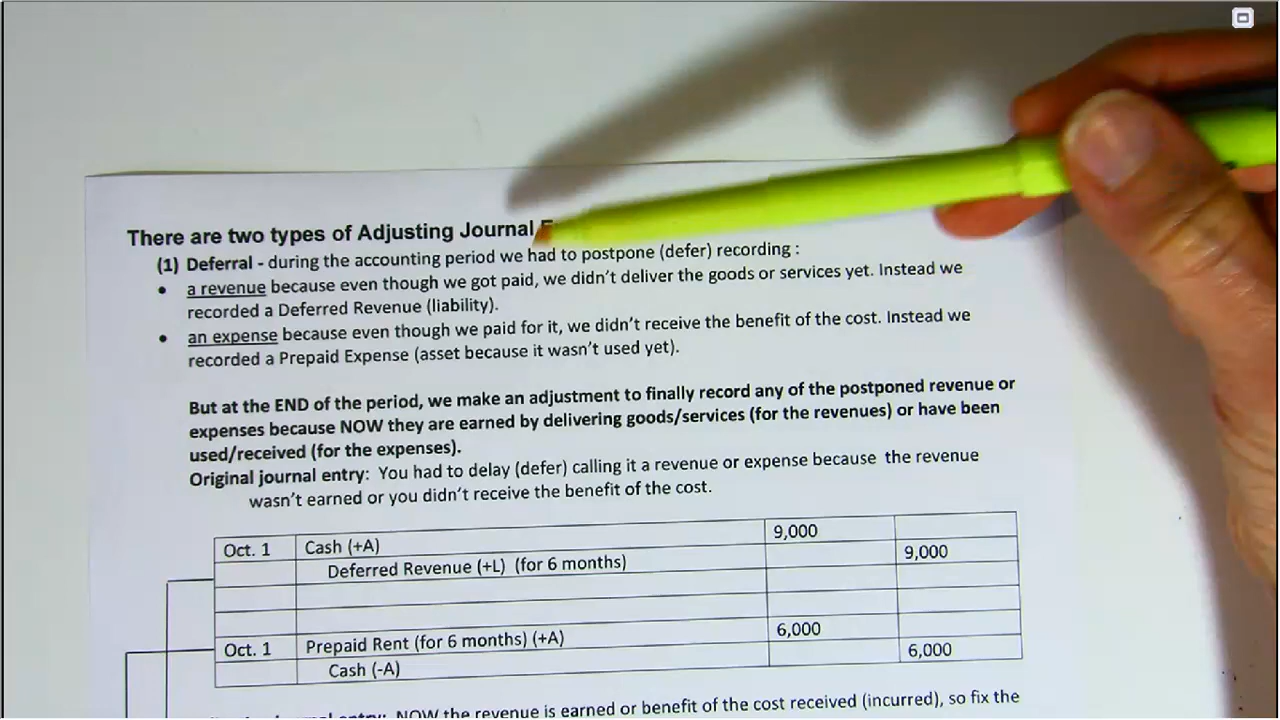 There are two types of Adjusting Journal
(1) Deferral - during the accounting period we had to postpone (defer) recording :
• a revenue because even though we got paid, we didn't deliver the goods or services yet. Instead we
recorded a Deferred Revenue (liability).
• an expense because even though we paid for it, we didn't receive the benefit of the cost. Instead we
recorded a Prepaid Expense (asset because it wasn't used yet).
But at the END of the period, we make an adjustment to finally record any of the postponed revenue or
expenses because NOW they are earned by delivering goods/services (for the revenues) or have been
used/received (for the expenses).
Original journal entry: You had to delay (defer) calling it a revenue or expense because the revenue
wasn't earned or you didn't receive the benefit of the cost.
Oct. 1 Cash (+A) 9,000
Deferred Revenue (+L) (for 6 months) 9,000
Oct. 1 Prepaid Rent (for 6 months) (+A) 6,000
Cash (-A) 6,000
entry: NOW the revenue is earned or benefit of the cost received (incurred), so fix the